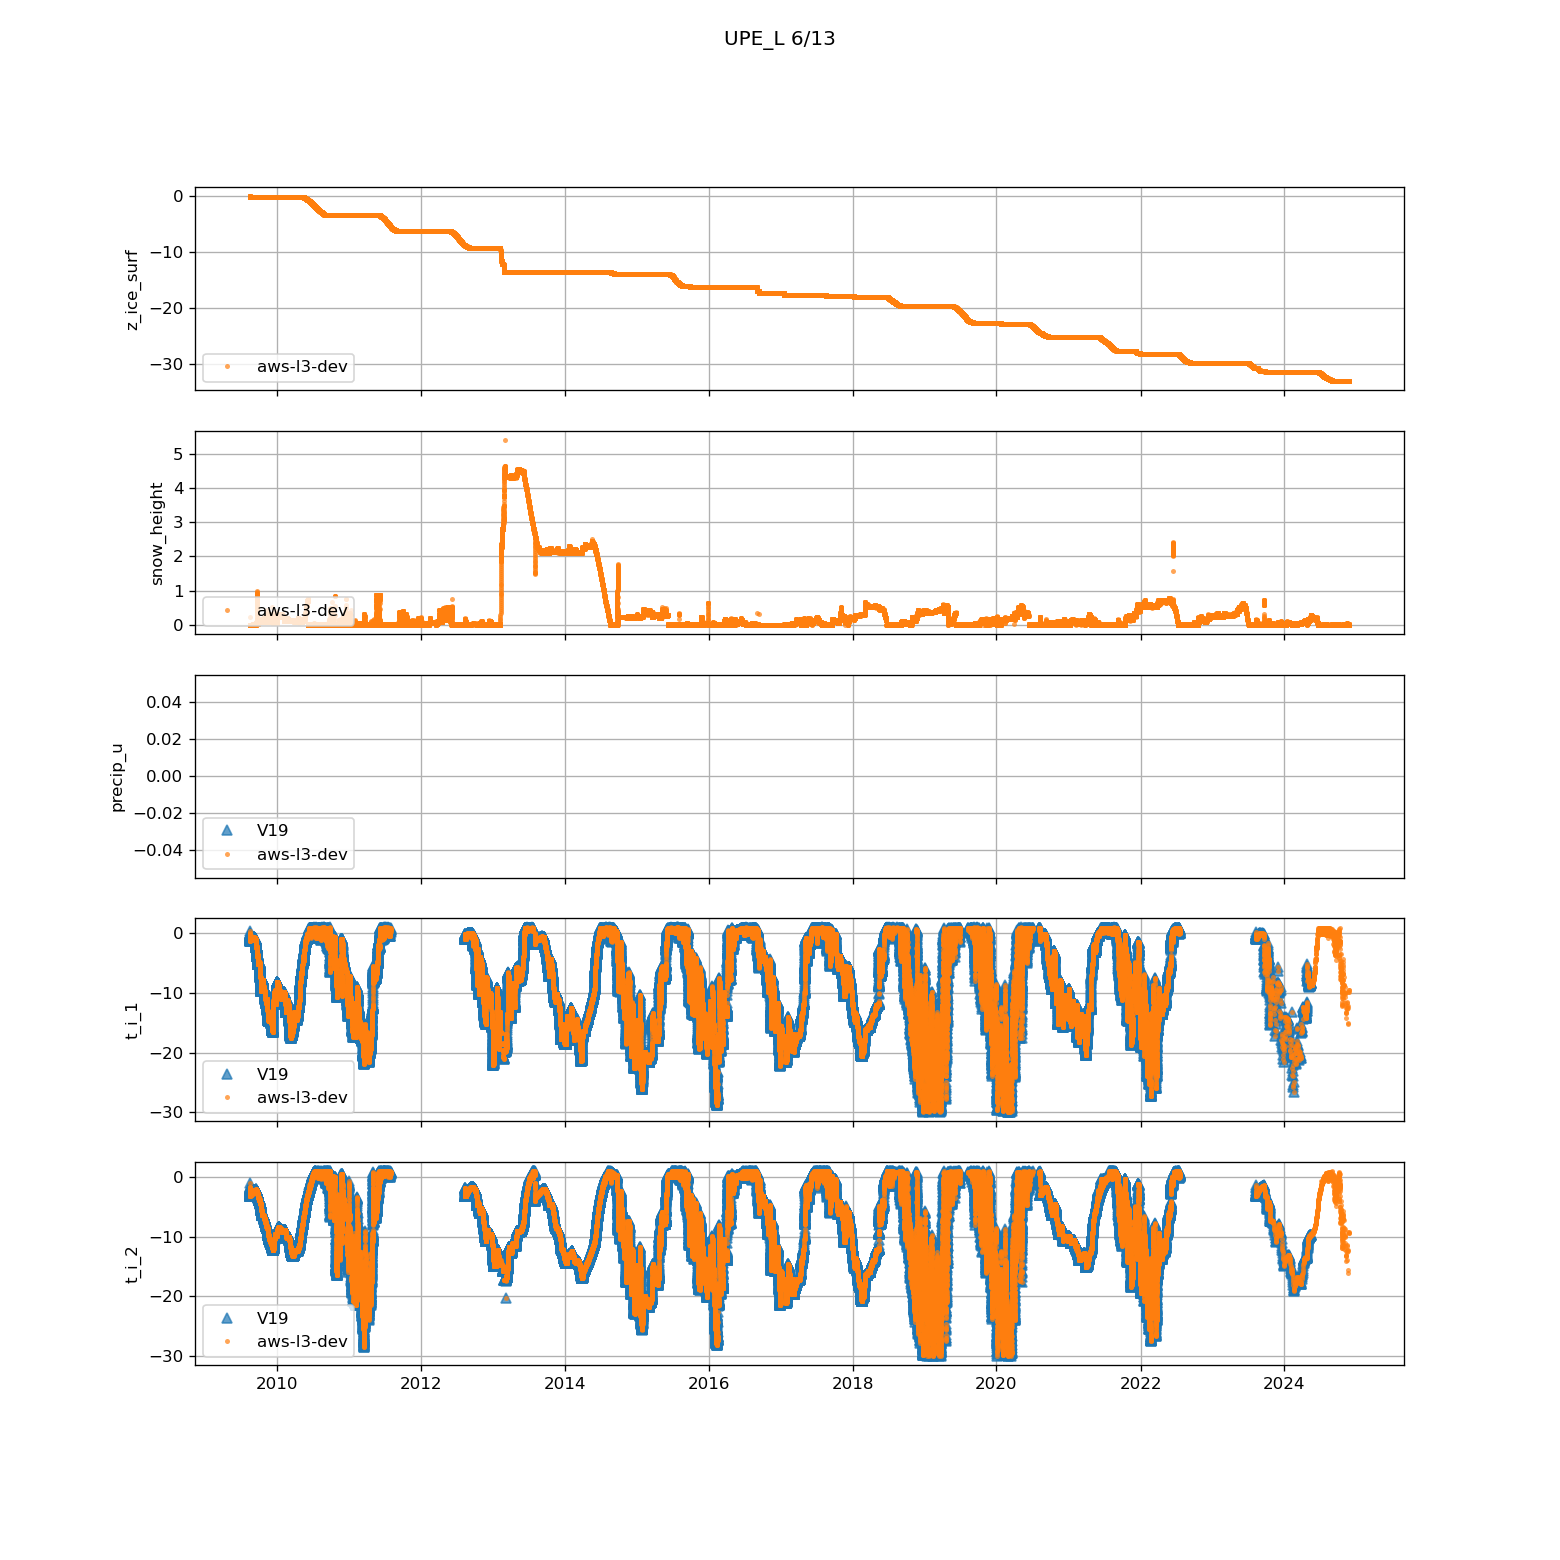 UPE_L 6/13
0
−10
−20
−30
z_ice_surf
aws-l3-dev
5
4
3
2
1
0
snow_height
aws-l3-dev
0.04
0.02
0.00
−0.02
−0.04
precip_u
V19
aws-l3-dev
0
−10
−20
−30
t_i_1
V19
aws-l3-dev
0
−10
−20
−30
t_i_2
V19
aws-l3-dev
2010 2012 2014 2016 2018 2020 2022 2024